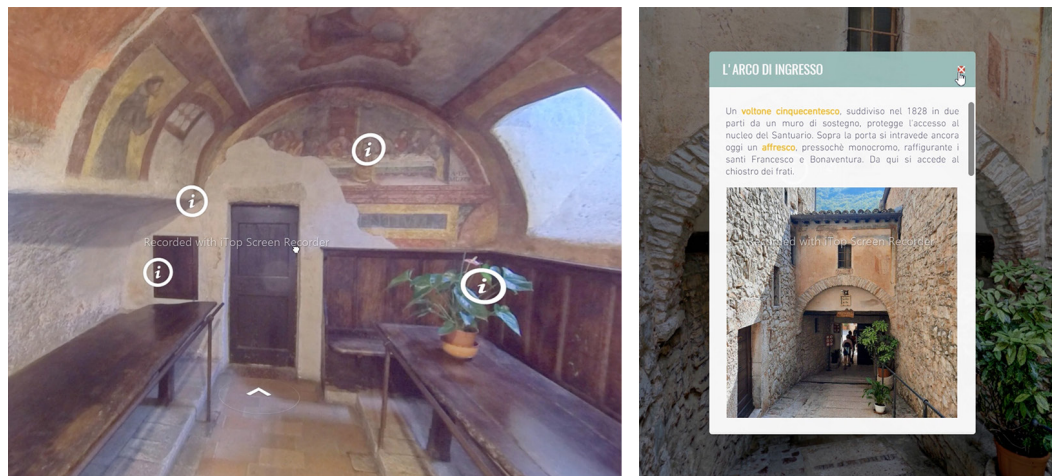 i
i
i
i
Recorded with iTop Screen Recorder
L'ARCO DI INGRESSO
Un voltone cinquecentesco, suddiviso nel 1828 in due
parti da un muro di sostegno, protegge l'accesso al
nucleo del Santuario. Sopra la porta si intravede ancora
oggi un affresco, pressochè monocromo, raffigurante i
santi Francesco e Bonaventura. Da qui si accede al
chiostro dei frati.
Recorded with iTop Screen Recorder